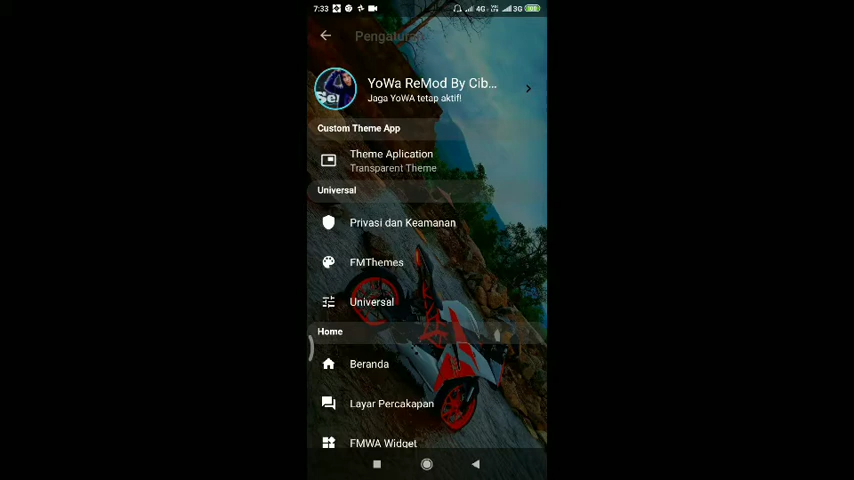 7:33
4G
3G
Pengaturan
YoWa ReMod By Cib...
Jaga YoWA tetap aktif!
Custom Theme App
Theme Aplication
Transparent Theme
Universal
Privasi dan Keamanan
FMThemes
Universal
Home
Beranda
Layar Percakapan
FMWA Widget